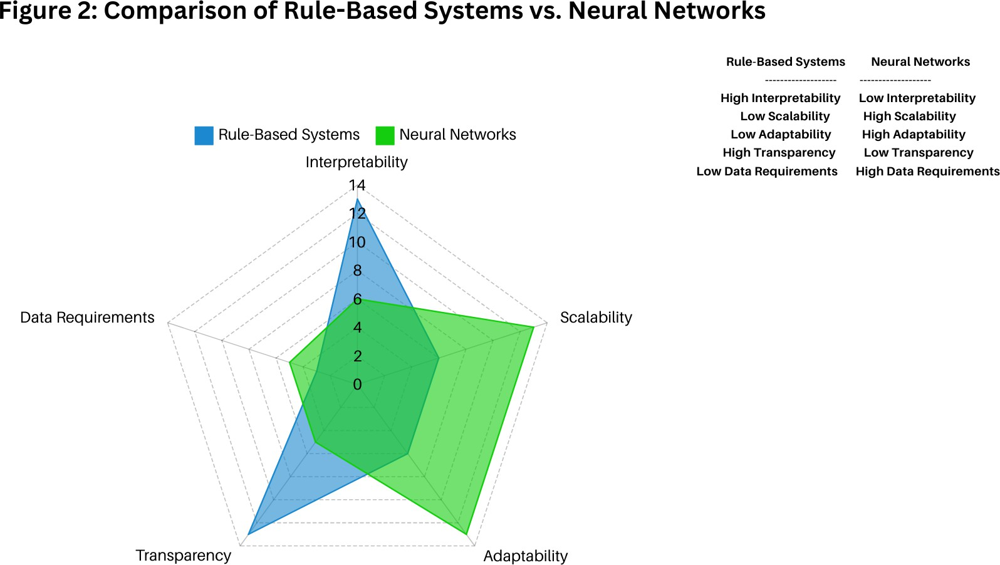 Figure 2: Comparison of Rule-Based Systems vs. Neural Networks
Rule-Based Systems Neural Networks
------------------- -------------------
High Interpretability Low Interpretability
Low Scalability High Scalability
Low Adaptability High Adaptability
High Transparency Low Transparency
Low Data Requirements High Data Requirements
Rule-Based Systems Neural Networks
Interpretability
14
12
10
8
6
4
2
0
Data Requirements
Scalability
Transparency
Adaptability